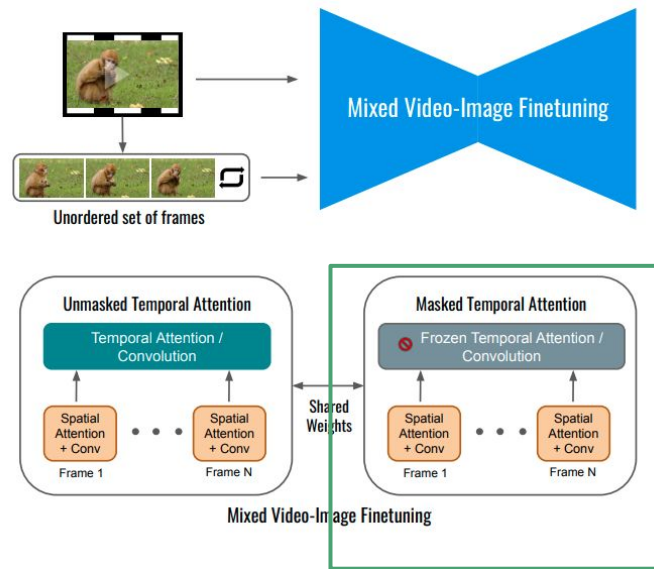 Mixed Video-Image Finetuning
Unordered set of frames
Unmasked Temporal Attention
Temporal Attention /
Convolution
Spatial
Attention
+ Conv
Spatial
Attention
+ Conv
Frame 1
Frame N
Shared
Weights
Masked Temporal Attention
Frozen Temporal Attention /
Convolution
Spatial
Attention
+ Conv
Spatial
Attention
+ Conv
Frame 1
Frame N
Mixed Video-Image Finetuning